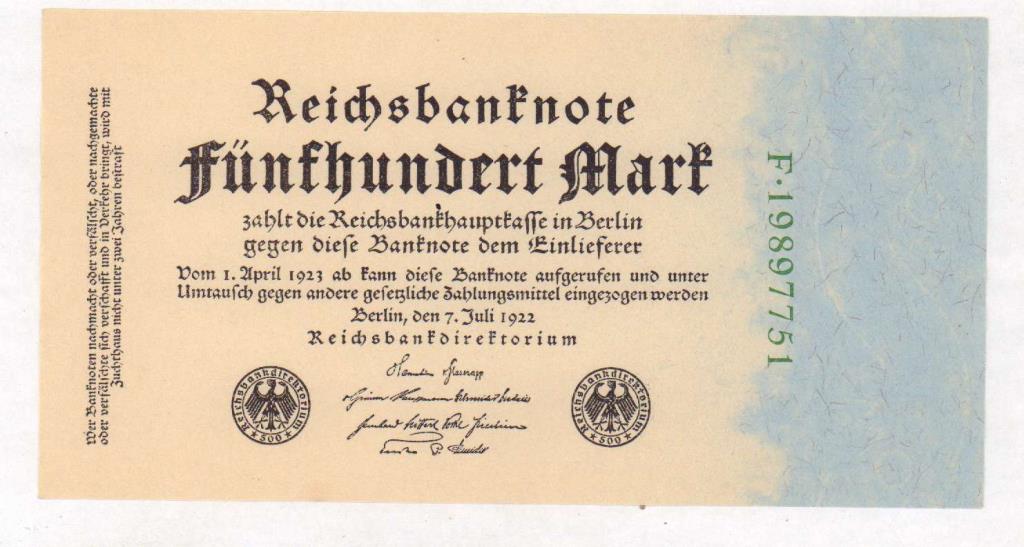 Reichsbanknote
Fünfhundert Mark
zahlt die Reichsbankhauptkasse in Berlin
gegen diese Banknote dem Einlieferer
Vom 1. April 1923 ab kann diese Banknote aufgerufen und unter
Umtausch gegen andere gesetzliche Zahlungsmittel eingezogen werden
Berlin, den 7. Juli 1922
Reichsbankdirektorium
Reichsbankdirektorium
500
Reichsbankdirektorium
500
Wer Banknoten nachmacht oder verfälscht, oder nachgemachte
oder verfälschte sich verschafft und in Verkehr bringt, wird mit
Zuchthaus nicht unter zwei Jahren bestraft
F·19897751